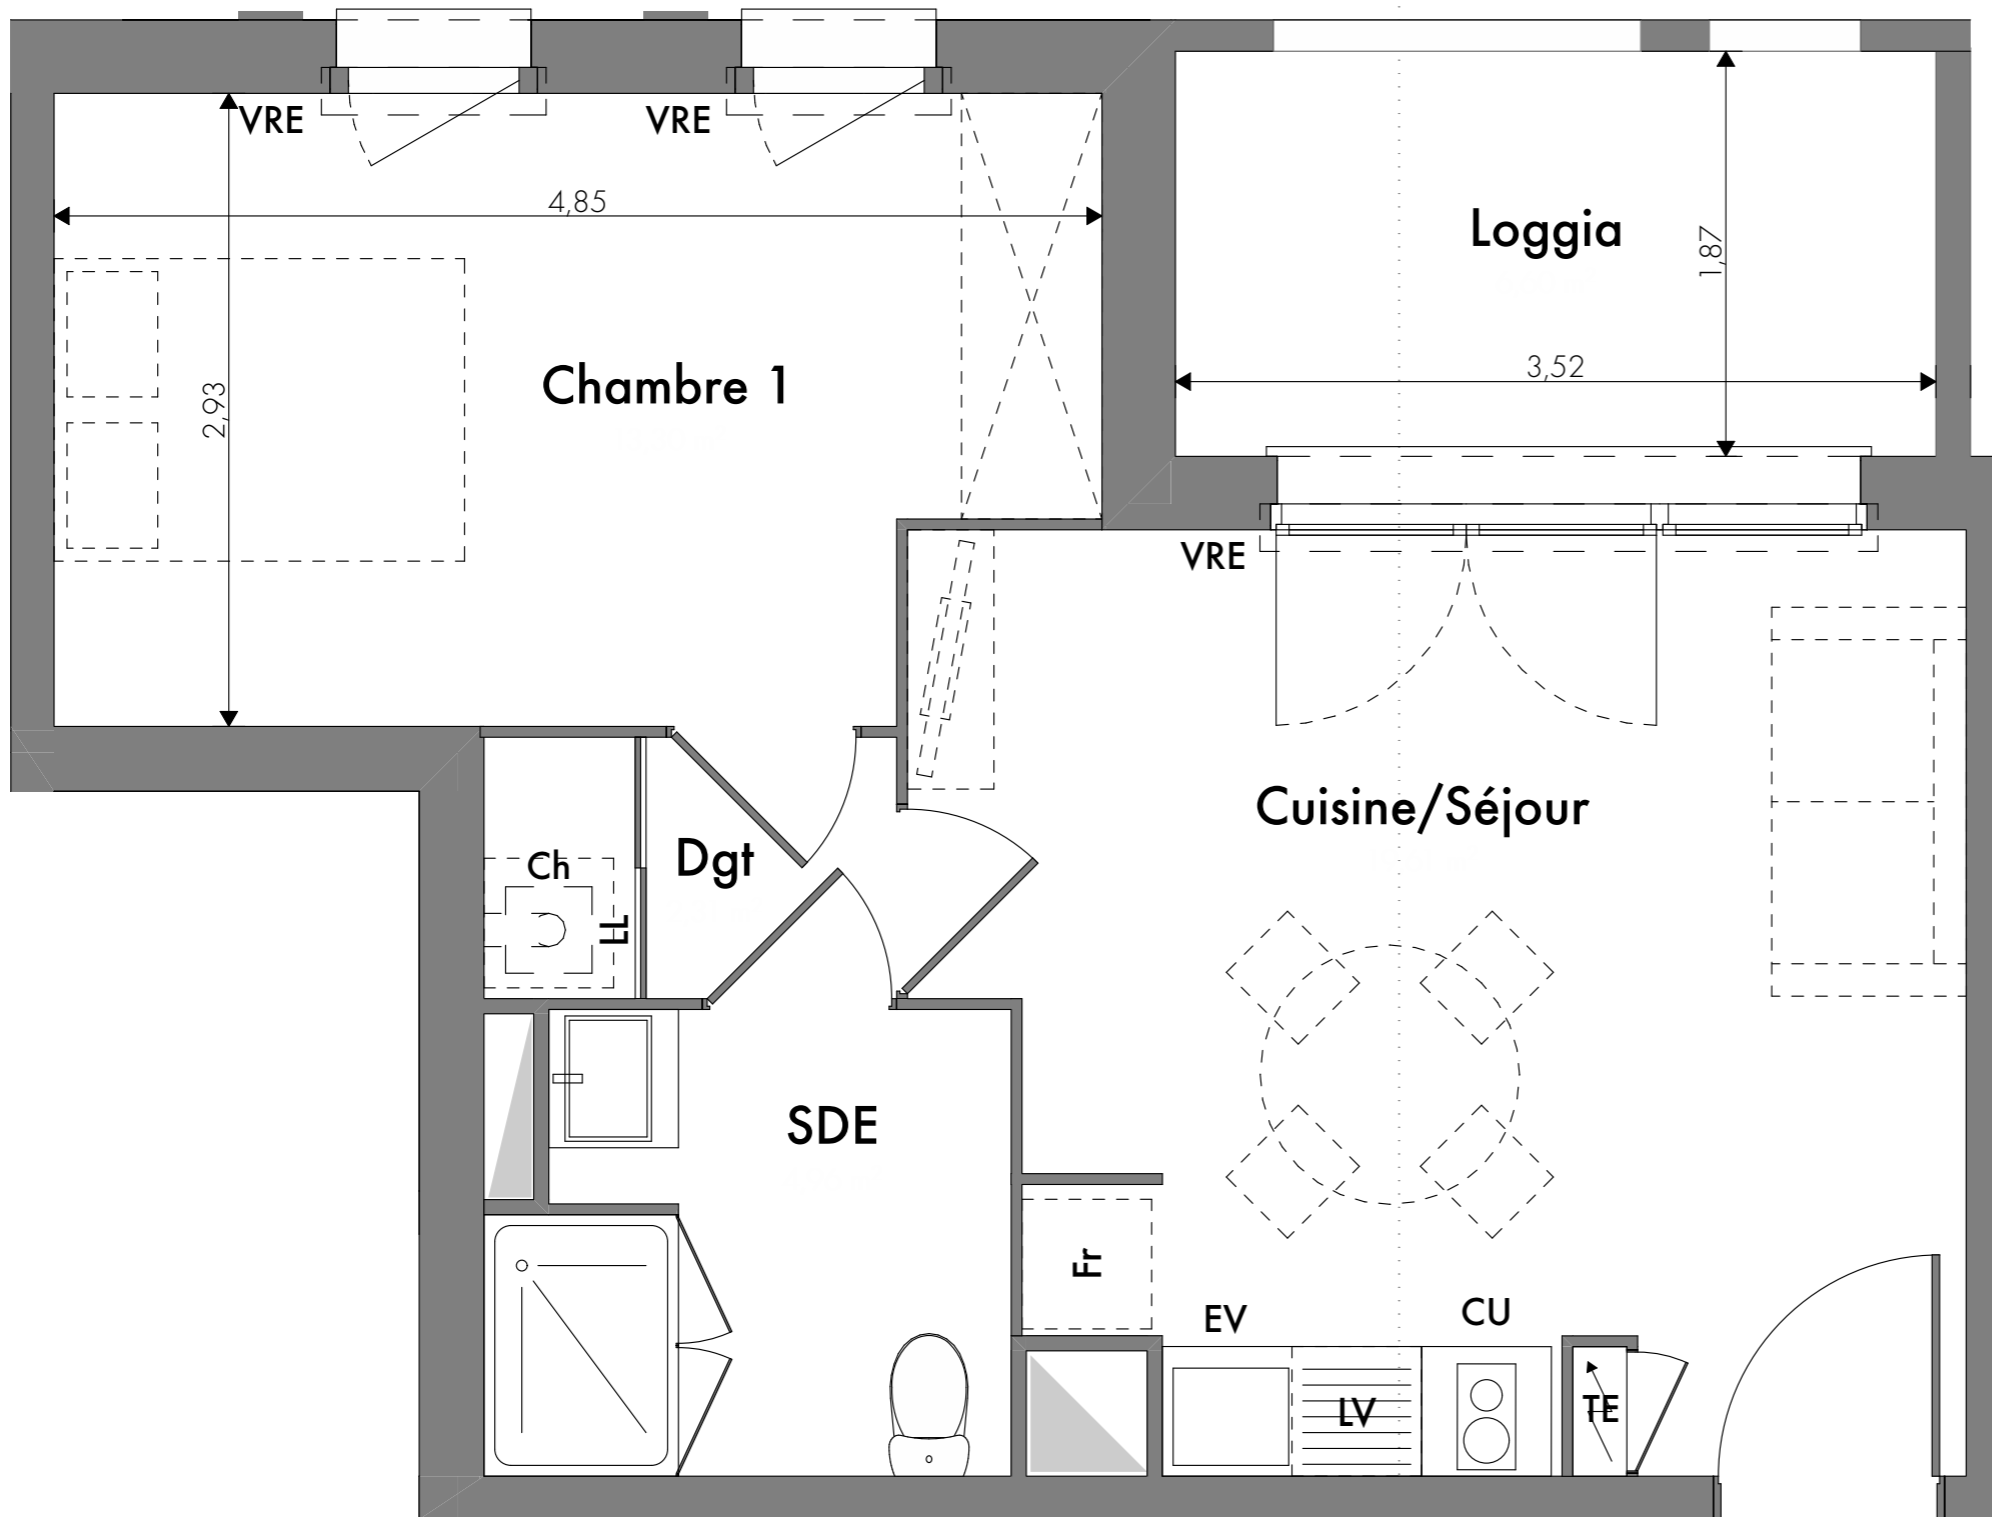 VRE
VRE
4,85
Loggia
1,87
2,93
Chambre 1
3,52
VRE
Cuisine/Séjour
Ch
Dgt
LL
SDE
Fr
EV
CU
LV
TE